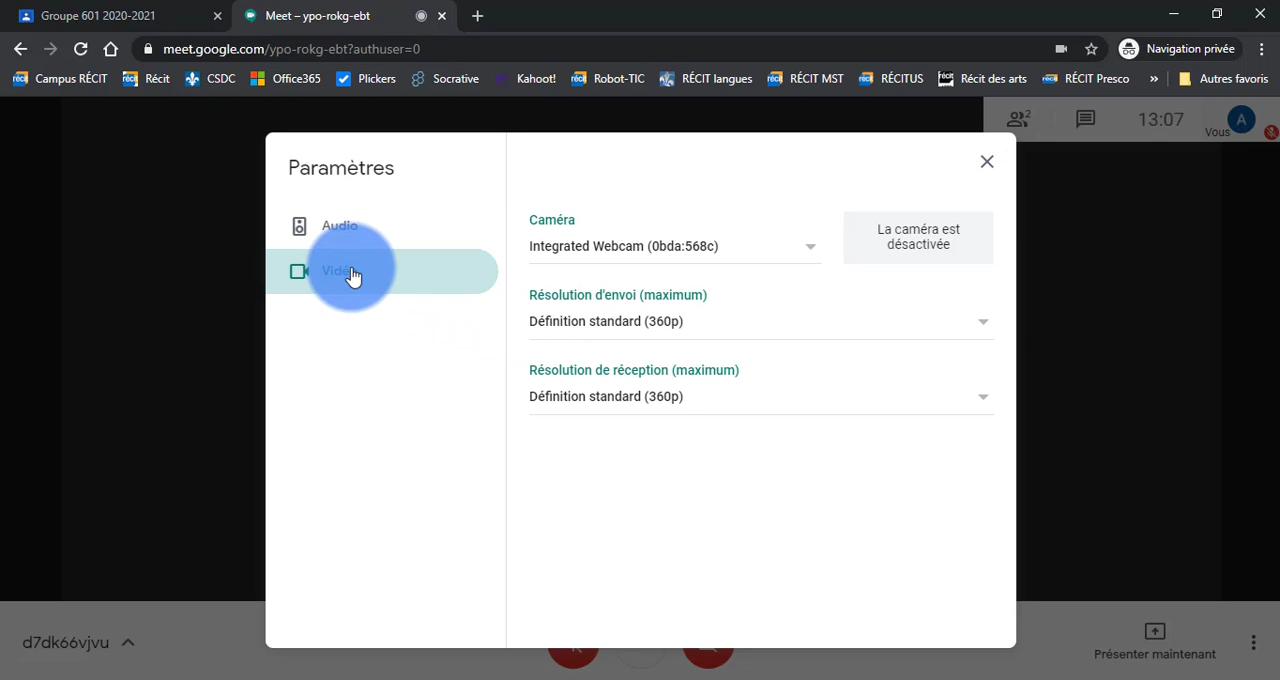 Groupe 601 2020-2021
Meet – ypo-rokg-ebt
meet.google.com/ypo-rokg-ebt?authuser=0
Navigation privée
Campus RÉCIT
Récit
CSDC
Office365
Plickers
Socrative
Kahoot!
Robot-TIC
RÉCIT langues
RÉCIT MST
RÉCITUS
Récit des arts
RÉCIT Presco
»
Autres favoris
2
13:07
Vous
A
Paramètres
Audio
Vidéo
Caméra
Integrated Webcam (0bda:568c)
La caméra est
désactivée
Résolution d'envoi (maximum)
Définition standard (360p)
Résolution de réception (maximum)
Définition standard (360p)
d7dk66vjvu
Présenter maintenant